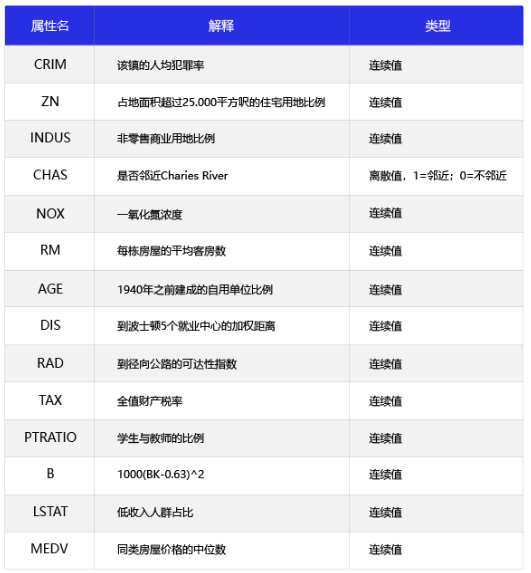 属性名 解释 类型
CRIM 该镇的人均犯罪率 连续值
ZN 占地面积超过25.000平方呎的住宅用地比例 连续值
INDUS 非零售商业用地比例 连续值
CHAS 是否邻近Charies River 离散值，1=邻近；0=不邻近
NOX 一氧化氮浓度 连续值
RM 每栋房屋的平均客房数 连续值
AGE 1940年之前建成的自用单位比例 连续值
DIS 到波士顿5个就业中心的加权距离 连续值
RAD 到径向公路的可达性指数 连续值
TAX 全值财产税率 连续值
PTRATIO 学生与教师的比例 连续值
B 1000(BK-0.63)^2 连续值
LSTAT 低收入人群占比 连续值
MEDV 同类房屋价格的中位数 连续值